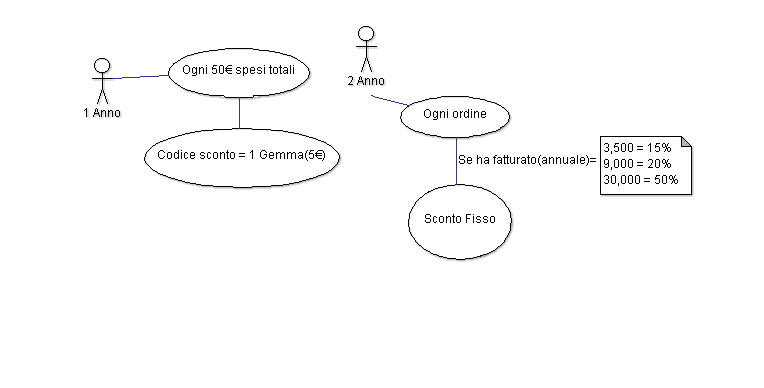 Ogni 50€ spesi totali
1 Anno
Codice sconto = 1 Gemma(5€)
2 Anno
Ogni ordine
Se ha fatturato(annuale)=
3,500 = 15%
9,000 = 20%
30,000 = 50%
Sconto Fisso